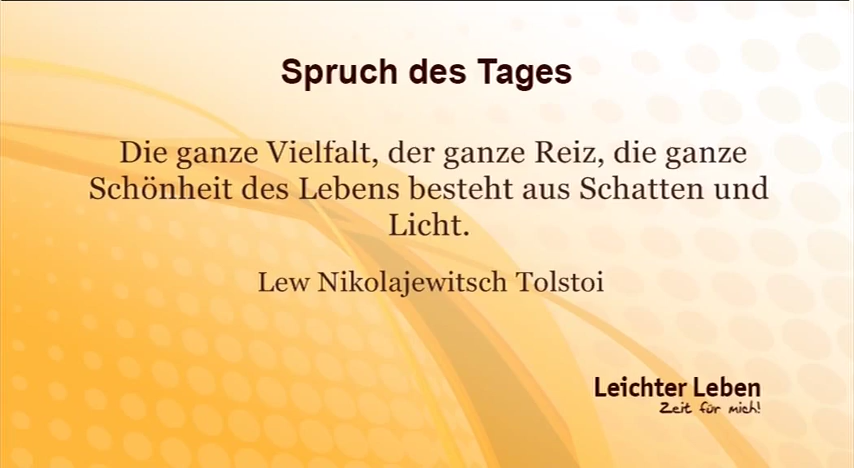 Spruch des Tages
Die ganze Vielfalt, der ganze Reiz, die ganze
Schönheit des Lebens besteht aus Schatten und
Licht.
Lew Nikolajewitsch Tolstoi
Leichter Leben
Zeit für mich!